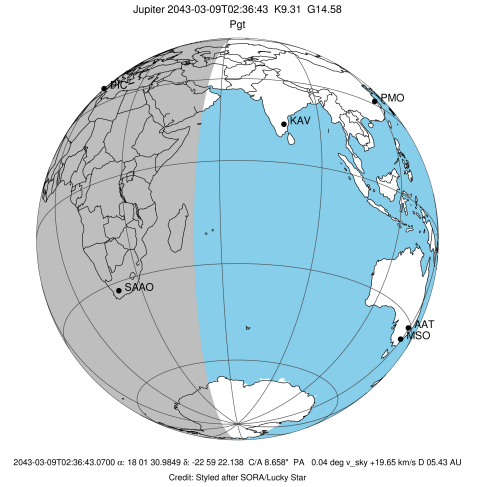 Jupiter 2043-03-09T02:36:43 K9.31 G14.58
Pgt
PIC
PMO
KAV
SAAO
AAT
MSO
2043-03-09T02:36:43.0700 α: 18 01 30.9849 δ: -22 59 22.138 C/A 8.658" PA 0.04 deg v_sky +19.65 km/s D 05.43 AU
Credit: Styled after SORA/Lucky Star